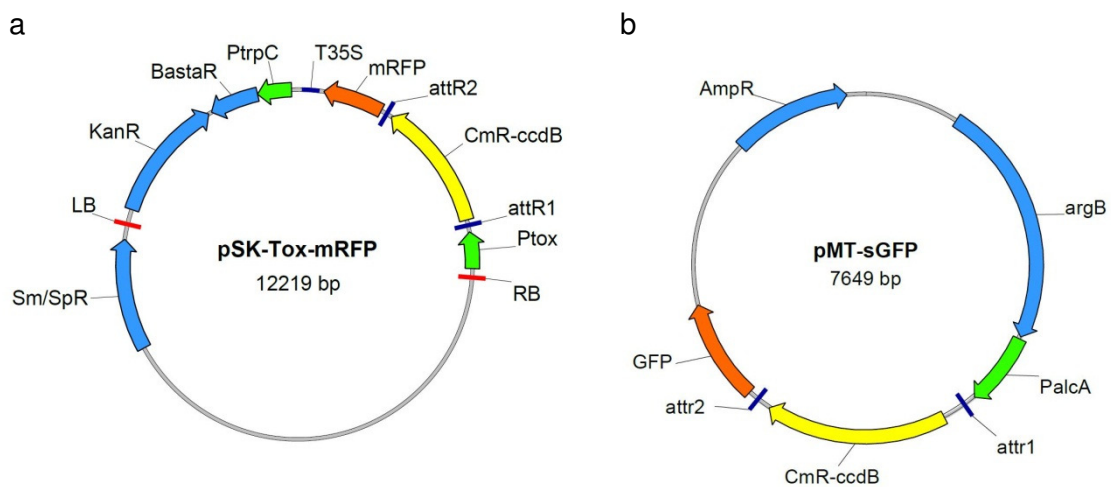 a
PtrpC
T35S
mRFP
BastaR
attR2
KanR
CmR-ccdB
LB
attR1
Ptox
pSK-Tox-mRFP
12219 bp
Sm/SpR
RB
b
AmpR
argB
pMT-sGFP
7649 bp
GFP
PalcA
attr2
attr1
CmR-ccdB